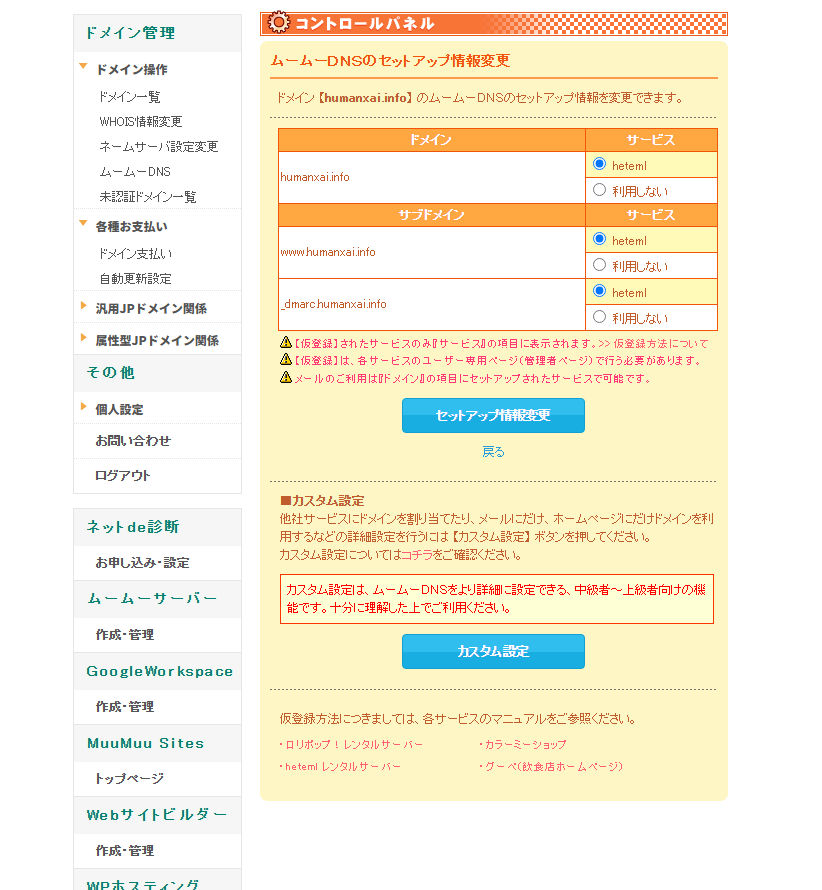 ドメイン管理
ドメイン操作
ドメイン一覧
WHOIS情報変更
ネームサーバ設定変更
ムームーDNS
未認証ドメイン一覧
各種お支払い
ドメイン支払い
自動更新設定
汎用JPドメイン関係
属性型JPドメイン関係
その他
個人設定
お問い合わせ
ログアウト
ネットde診断
お申し込み・設定
ムームーサーバー
作成・管理
GoogleWorkspace
作成・管理
MuuMuu Sites
トップページ
Webサイトビルダー
作成・管理
WPホスティング
コントロールパネル
ムームーDNSのセットアップ情報変更
ドメイン【humanxai.info】のムームーDNSのセットアップ情報を変更できます。
ドメイン サービス
humanxai.info heteml
利用しない
サブドメイン サービス
www.humanxai.info heteml
利用しない
_dmarc.humanxai.info heteml
利用しない
【仮登録】されたサービスのみ『サービス』の項目に表示されます。>> 仮登録方法について
【仮登録】は、各サービスのユーザー専用ページ(管理者ページ)で行う必要があります。
メールのご利用は『ドメイン』の項目にセットアップされたサービスで可能です。
セットアップ情報変更
戻る
■カスタム設定
他社サービスにドメインを割り当てたり、メールにだけ、ホームページにだけドメインを利
用するなどの詳細設定を行うには【カスタム設定】ボタンを押してください。
カスタム設定についてはコチラをご確認ください。
カスタム設定は、ムームーDNSをより詳細に設定できる、中級者〜上級者向けの機
能です。十分に理解した上でご利用ください。
カスタム設定
仮登録方法につきましては、各サービスのマニュアルをご参照ください。
・ロリポップ！レンタルサーバー ・カラーミーショップ
・heteml レンタルサーバー ・グーペ(飲食店ホームページ)